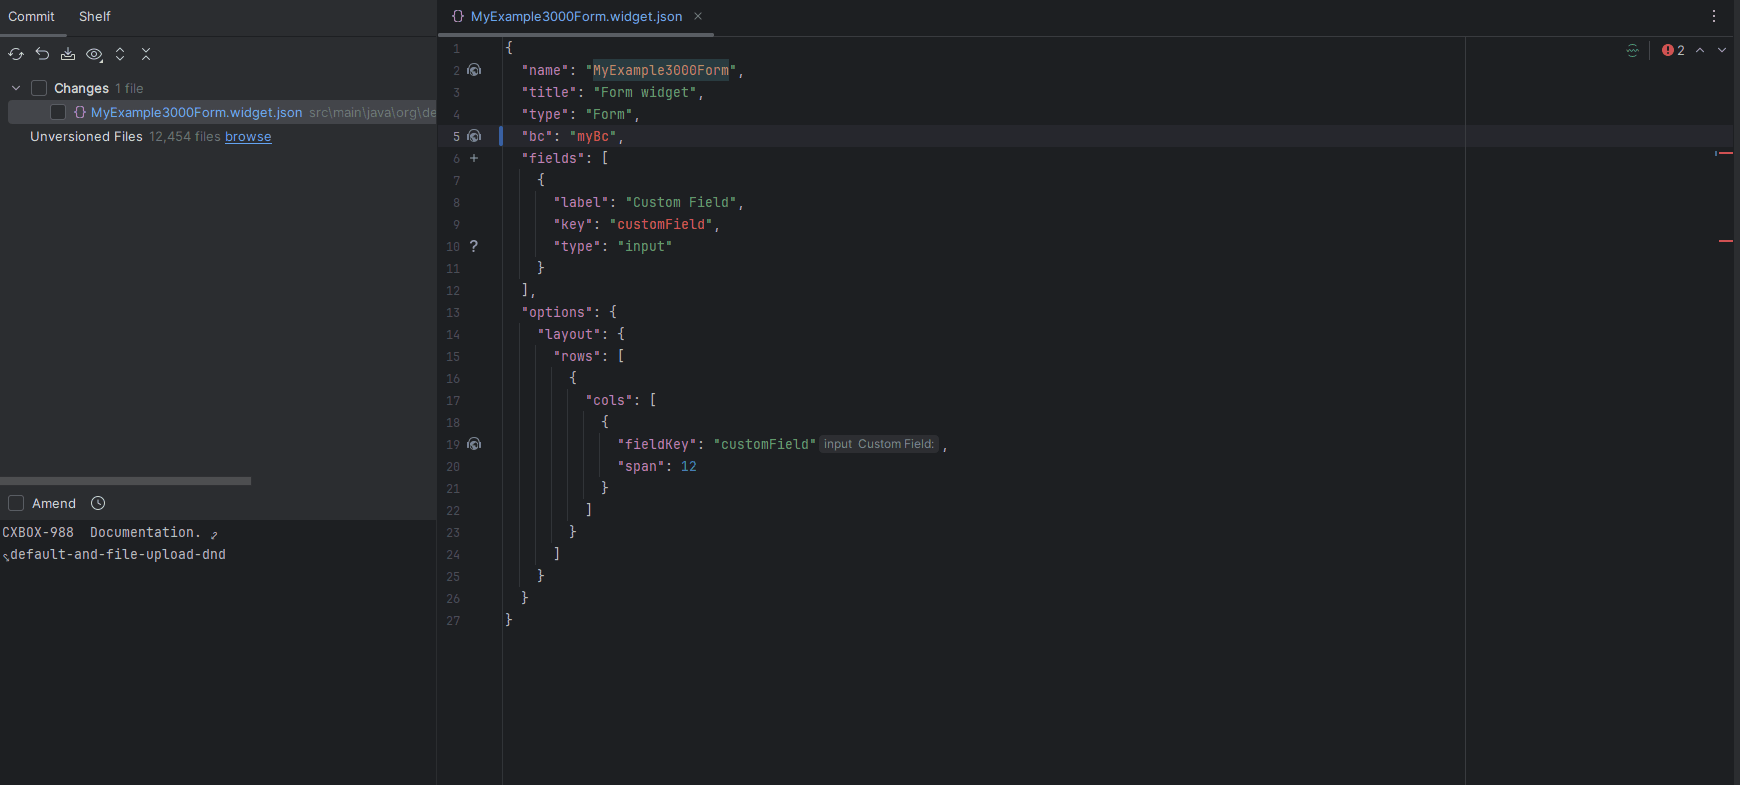 Commit Shelf
Changes 1 file
MyExample3000Form.widget.json src\main\java\org\de
Unversioned Files 12,454 files browse
Amend
CXBOX-988  Documentation.
default-and-file-upload-dnd
MyExample3000Form.widget.json
2
1 {
2 "name": "MyExample3000Form",
3 "title": "Form widget",
4 "type": "Form",
5 "bc": "myBc",
6 "fields": [
7 {
8 "label": "Custom Field",
9 "key": "customField",
10 ? "type": "input"
11 }
12 ],
13 "options": {
14 "layout": {
15 "rows": [
16 {
17 "cols": [
18 {
19 "fieldKey": "customField" input Custom Field: ,
20 "span": 12
21 }
22 ]
23 }
24 ]
25 }
26 }
27 }